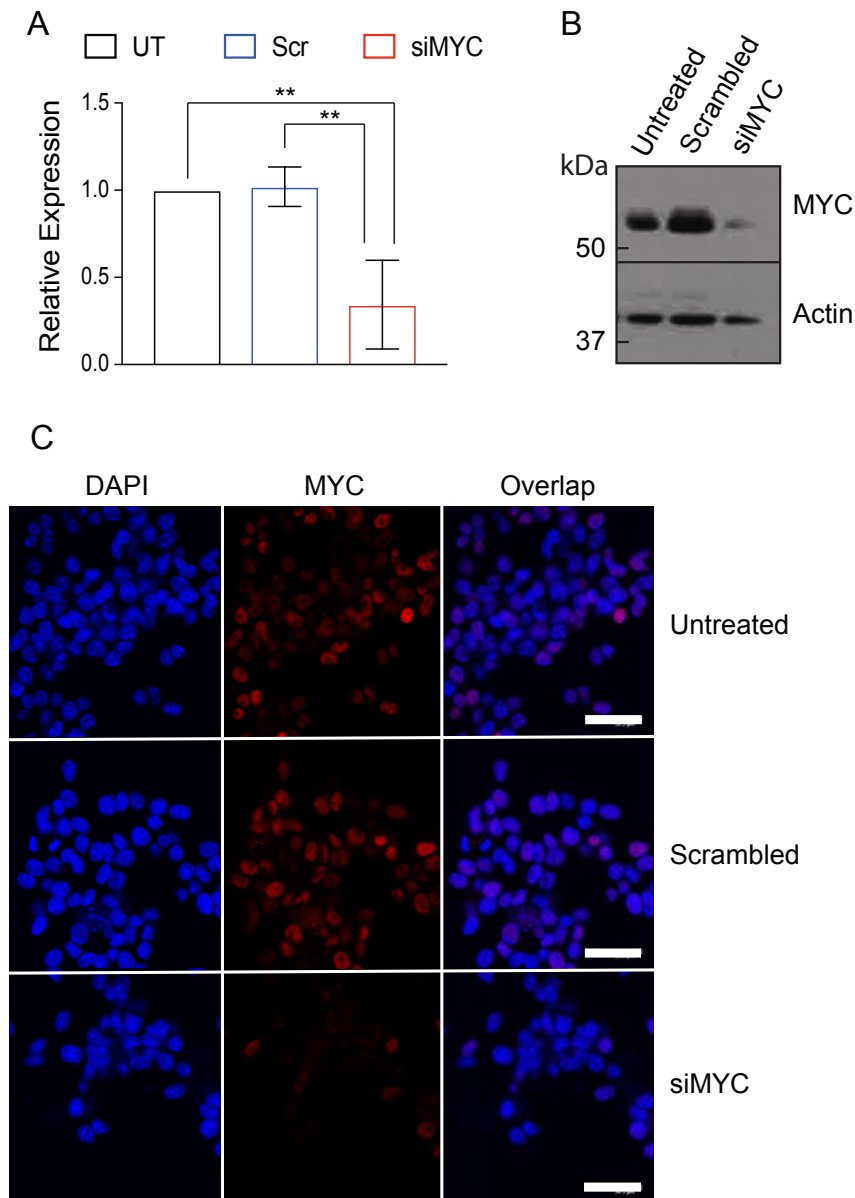 A
UT
Scr
siMYC
**
**
1.5
1.0
0.5
0.0
Relative Expression
B
Untreated
Scrambled
siMYC
kDa
MYC
50
Actin
37
C
DAPI
MYC
Overlap
Untreated
Scrambled
siMYC